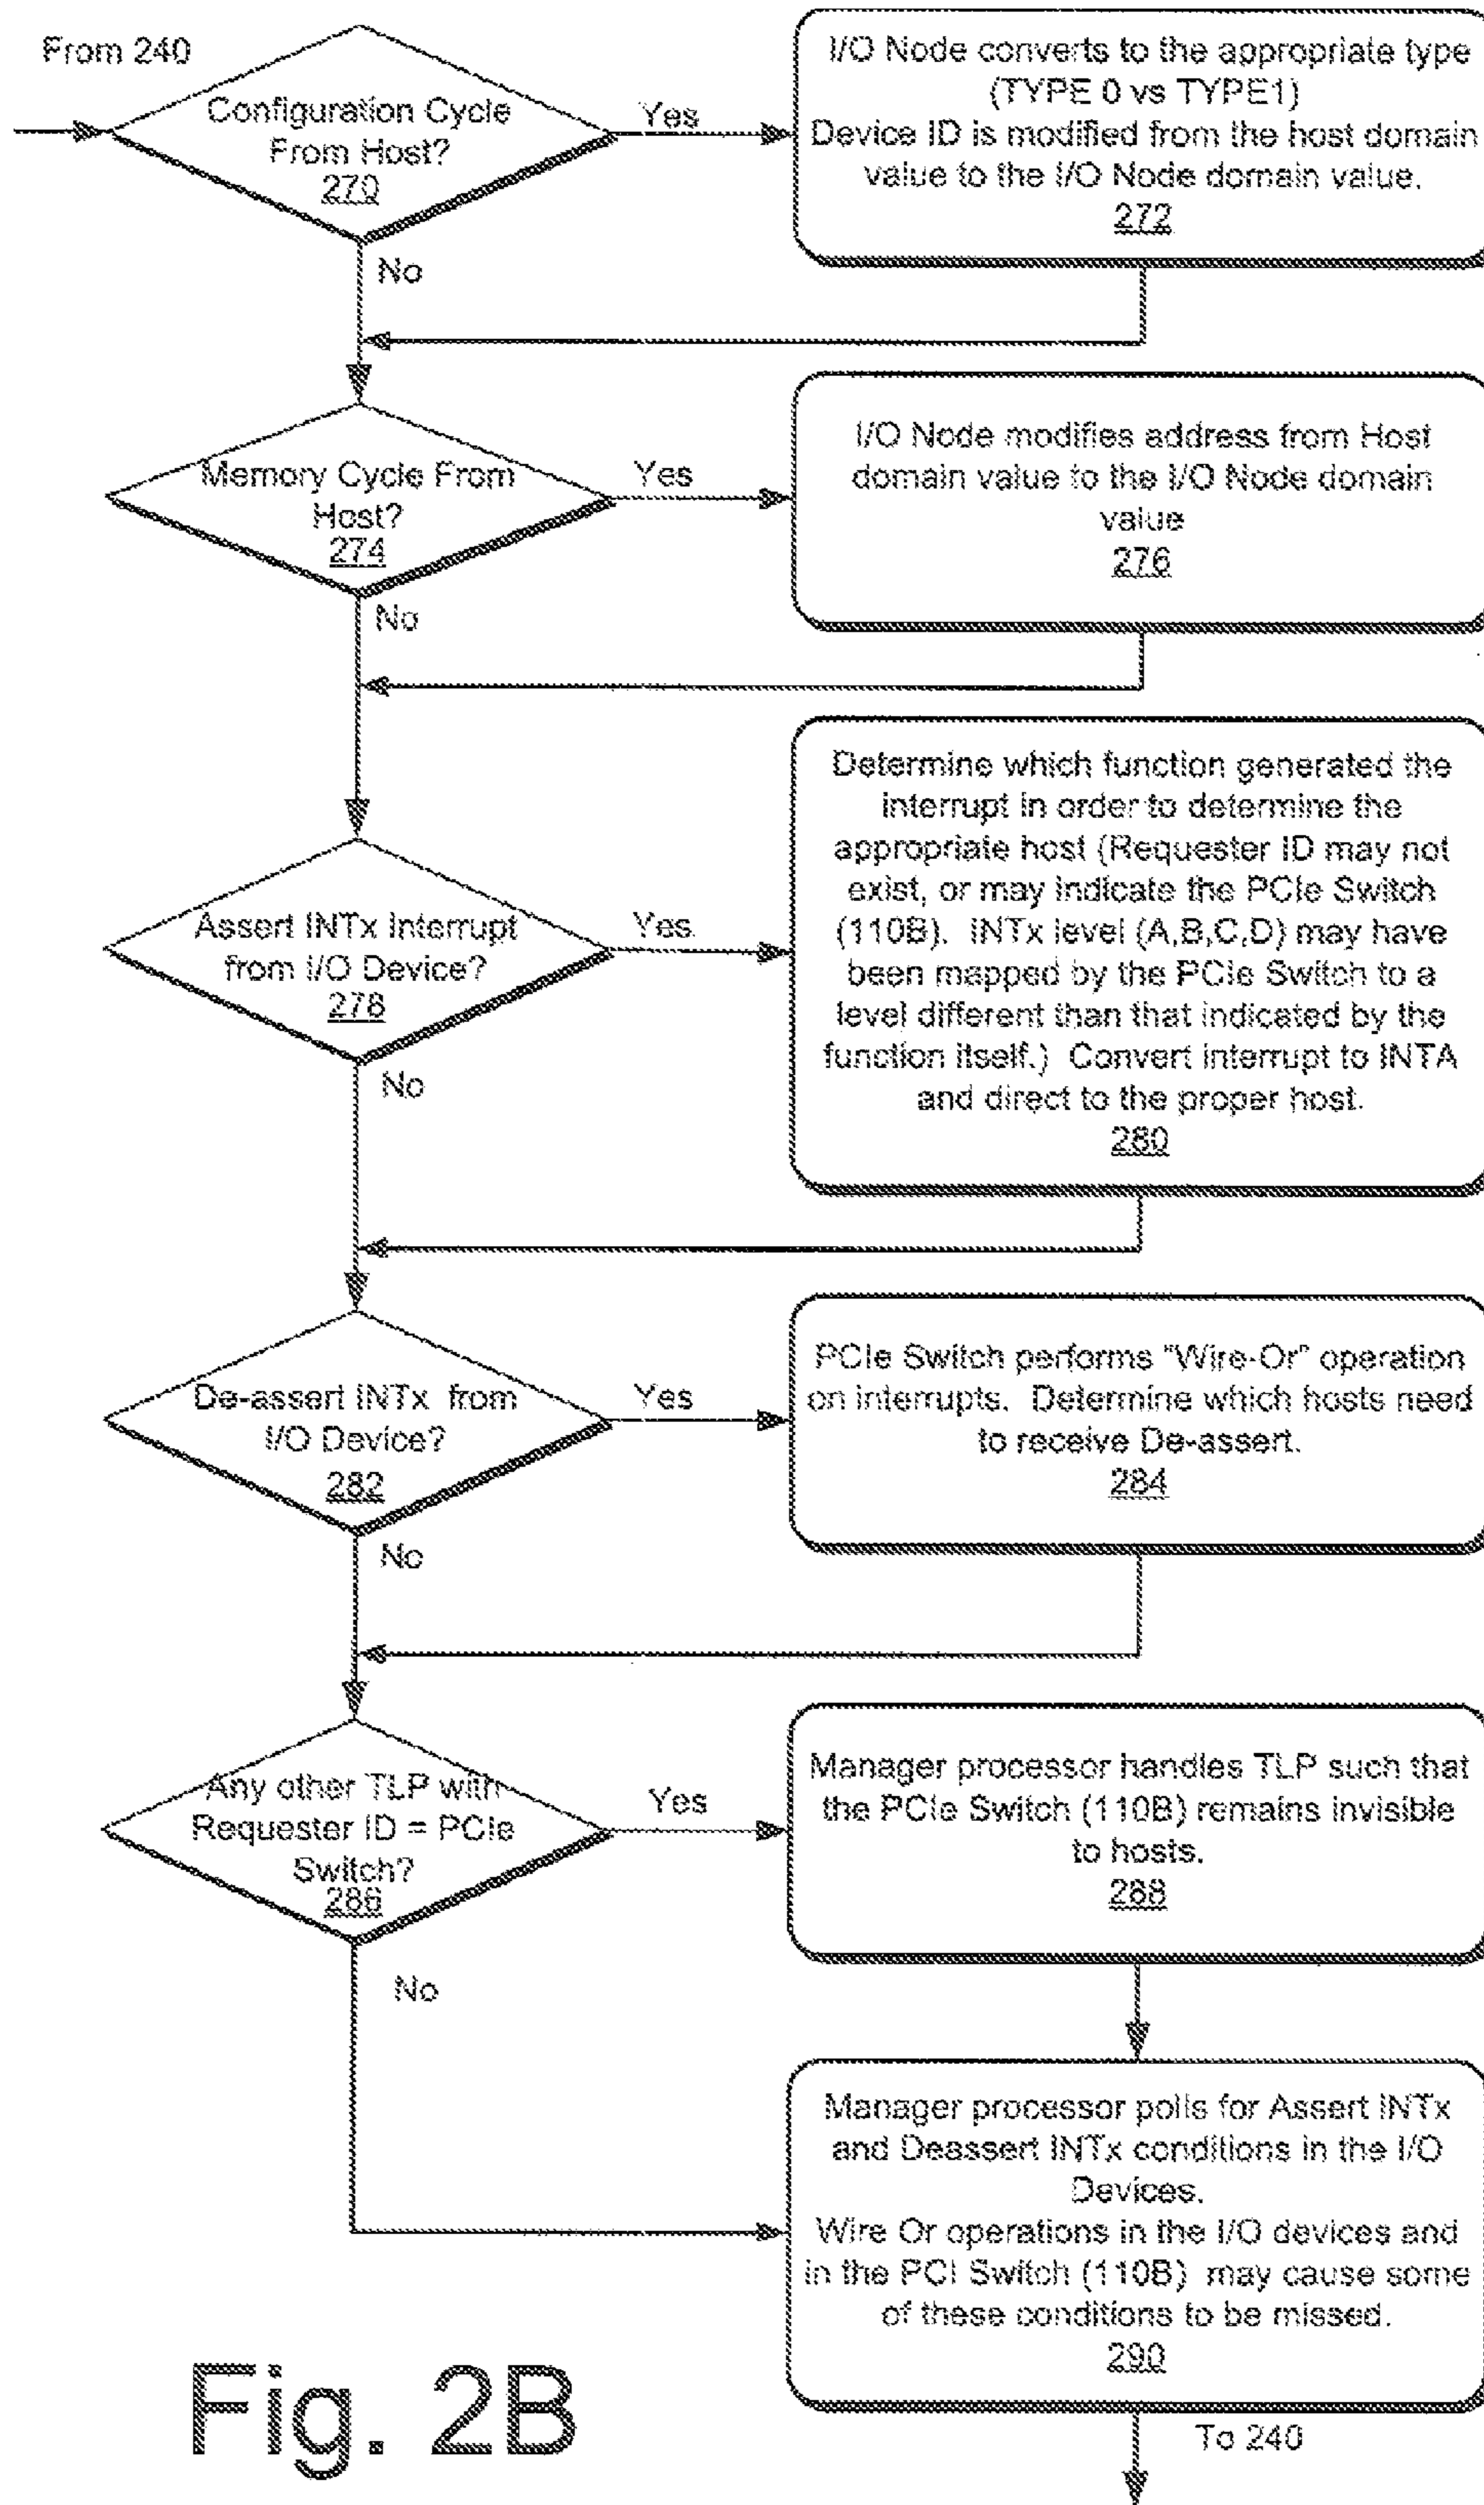 From 240
Configuration Cycle
From Host?
270
Yes
No
I/O Node converts to the appropriate type
(TYPE 0 vs TYPE1)
Device ID is modified from the host domain
value to the I/O Node domain value.
272
Memory Cycle From
Host?
274
Yes
No
I/O Node modifies address from Host
domain value to the I/O Node domain
value
276
Assert INTx Interrupt
from I/O Device?
278
Yes
No
Determine which function generated the
interrupt in order to determine the
appropriate host (Requester ID may not
exist, or may indicate the PCIe Switch
(110B). INTx level (A,B,C,D) may have
been mapped by the PCIe Switch to a
level different than that indicated by the
function itself.) Convert interrupt to INTA
and direct to the proper host.
280
De-assert INTx from
I/O Device?
282
Yes
No
PCIe Switch performs "Wire-Or" operation
on interrupts. Determine which hosts need
to receive De-assert.
284
Any other TLP with
Requester ID = PCIe
Switch?
286
Yes
No
Manager processor handles TLP such that
the PCIe Switch (110B) remains invisible
to hosts.
288
Manager processor polls for Assert INTx
and Deassert INTx conditions in the I/O
Devices.
Wire Or operations in the I/O devices and
in the PCI Switch (110B) may cause some
of these conditions to be missed.
290
To 240
Fig. 2B